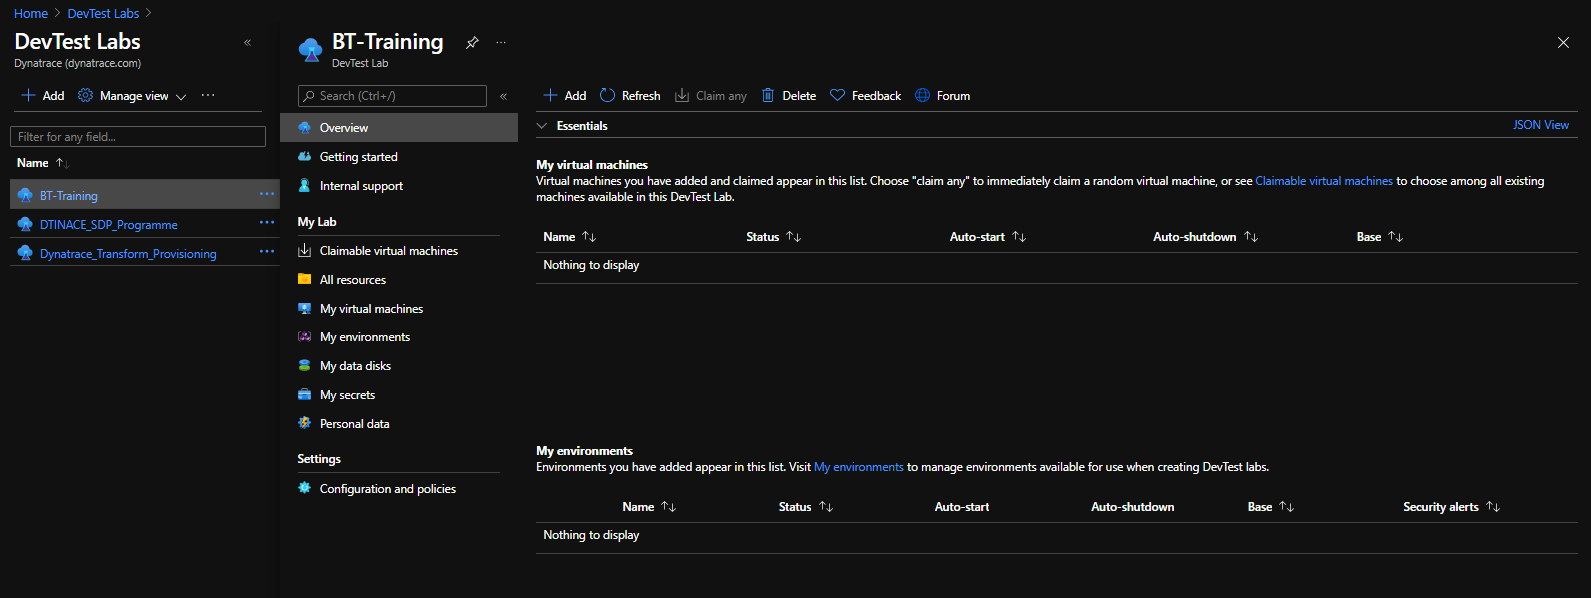 Home > DevTest Labs >
DevTest Labs
«
Dynatrace (dynatrace.com)
Add
Manage view
...
Filter for any field...
Name ↑↓
BT-Training ...
DTINACE_SDP_Programme ...
Dynatrace_Transform_Provisioning ...
BT-Training
...
DevTest Lab
Search (Ctrl+/)
«
Overview
Getting started
Internal support
My Lab
Claimable virtual machines
All resources
My virtual machines
My environments
My data disks
My secrets
Personal data
Settings
Configuration and policies
Add Refresh Claim any Delete Feedback Forum
Essentials
JSON View
My virtual machines
Virtual machines you have added and claimed appear in this list. Choose "claim any" to immediately claim a random virtual machine, or see Claimable virtual machines to choose among all existing
machines available in this DevTest Lab.
Name ↑↓ Status ↑↓ Auto-start ↑↓ Auto-shutdown ↑↓ Base ↑↓
Nothing to display
My environments
Environments you have added appear in this list. Visit My environments to manage environments available for use when creating DevTest labs.
Name ↑↓ Status ↑↓ Auto-start Auto-shutdown Base ↑↓ Security alerts ↑↓
Nothing to display